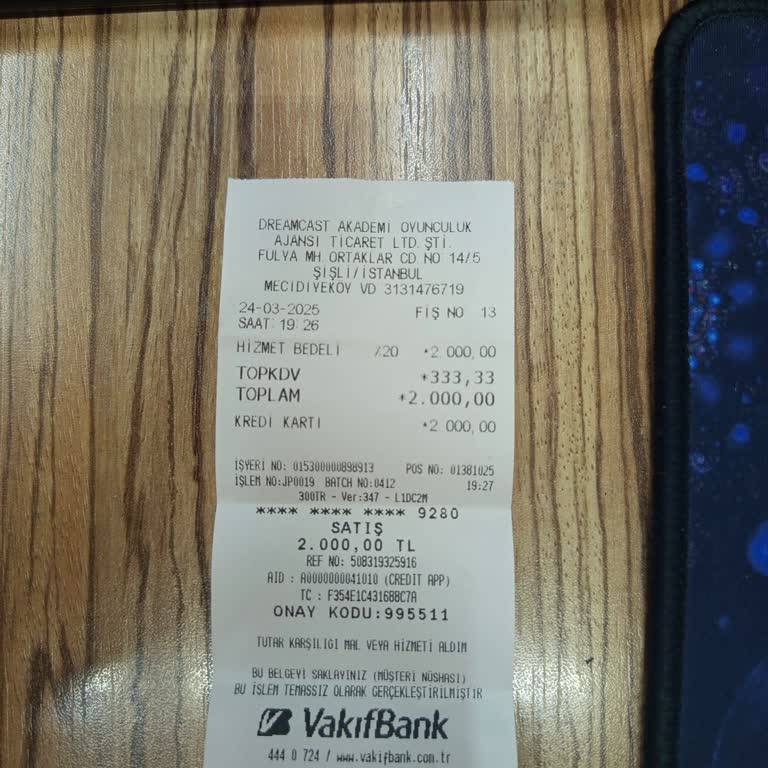 DREAMCAST AKADEMİ OYUNCULUK
AJANSI TİCARET LTD. ŞTİ.
FULYA MH. ORTAKLAR CD. NO 14/5
ŞİŞLİ/İSTANBUL
MECİDİYEKÖY VD 3131476719
24-03-2025 FİŞ NO 13
SAAT: 19:26
HİZMET BEDELİ %20 *2.000,00
TOPKDV *333,33
TOPLAM *2.000,00
KREDİ KARTI *2.000,00
İŞYERİ NO: 015300000898913 POS NO: 01381025
İŞLEM NO:JP0019 BATCH NO:0412 19:27
300TR - Ver:347 - L1DC2M
**** **** **** 9280
SATIŞ
2.000,00 TL
REF NO: 508319325916
AID : A0000000041010 (CREDIT APP)
TC : F354E1C4316B8C7A
ONAY KODU:995511
TUTAR KARŞILIĞI MAL VEYA HİZMETİ ALDIM
BU BELGEYİ SAKLAYINIZ (MÜŞTERİ NÜSHASI)
BU İŞLEM TEMASSIZ OLARAK GERÇEKLEŞTİRİLMİŞTİR
VakıfBank
444 0 724 / www.vakifbank.com.tr